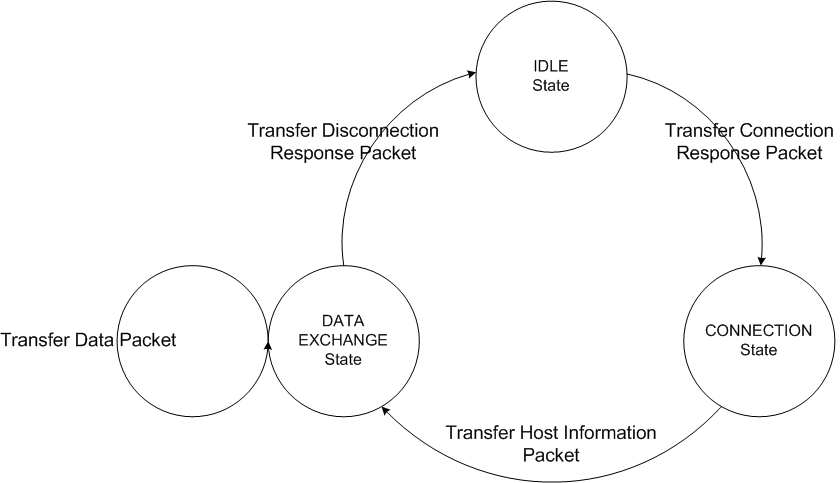 IDLE
State
Transfer Disconnection
Response Packet
Transfer Connection
Response Packet
DATA
EXCHANGE
State
Transfer Data Packet
CONNECTION
State
Transfer Host Information
Packet